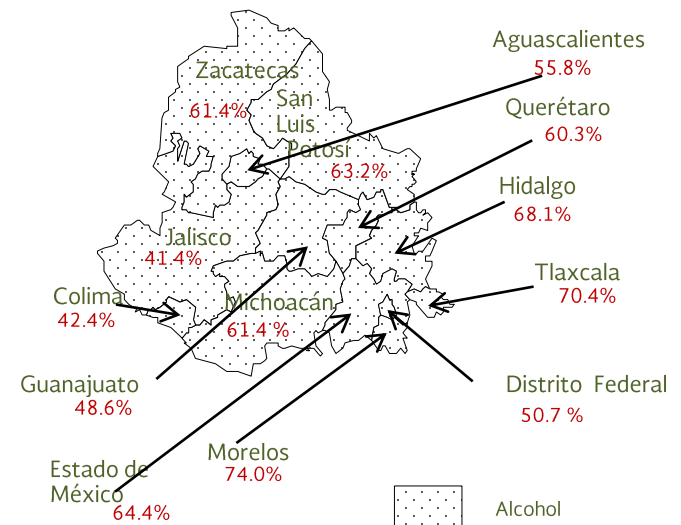 Aguascalientes
55.8%
Zacatecas
61.4%
San
Luis
Potosí
63.2%
Querétaro
60.3%
Hidalgo
68.1%
Jalisco
41.4%
Tlaxcala
70.4%
Colima
42.4%
Michoacán
61.4 %
Guanajuato
48.6%
Distrito Federal
50.7 %
Morelos
74.0%
Estado de
México
64.4%
Alcohol